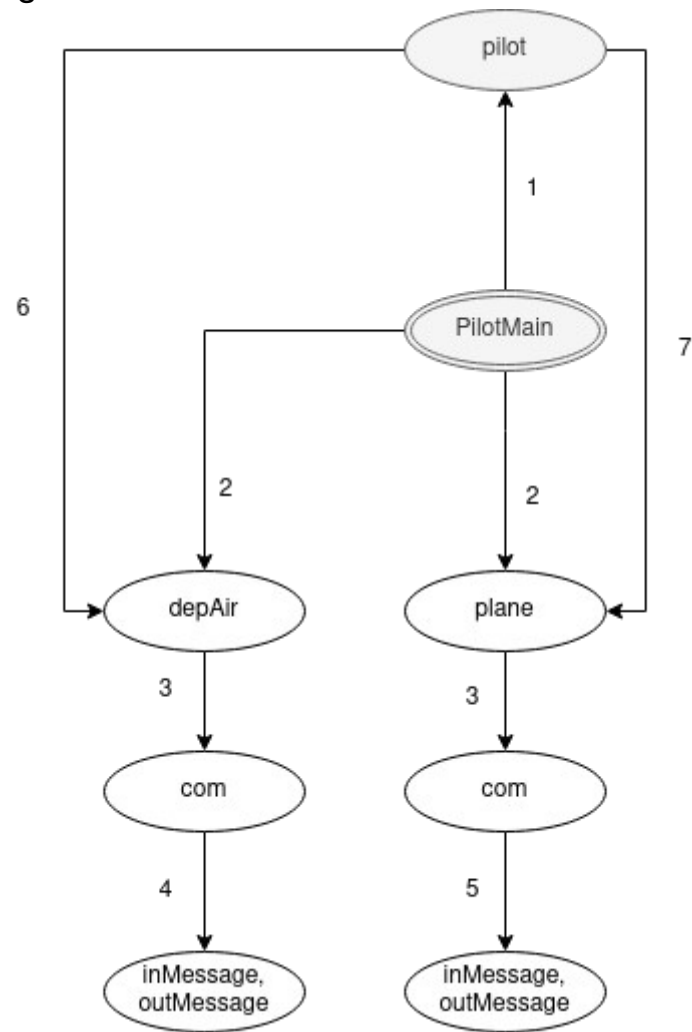 g
pilot
1
6
PilotMain
7
2
2
depAir
plane
3
3
com
com
4
5
inMessage,
outMessage
inMessage,
outMessage